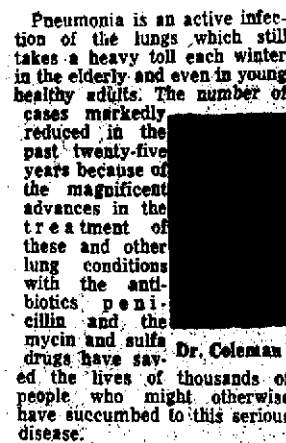 Pneumonia is an active infec-
tion of the lungs which still
takes a heavy toll each winter
in the elderly and even in young
healthy adults. The number of
cases markedly
reduced in the
past twenty-five
years because of
the magnificent
advances in the
treatment of
these and other
lung conditions
with the anti-
biotics peni-
cillin and the
mycin and sulfa
drugs have sav-
Dr. Coleman
ed the lives of thousands of
people who might otherwise
have succumbed to this serious
disease.